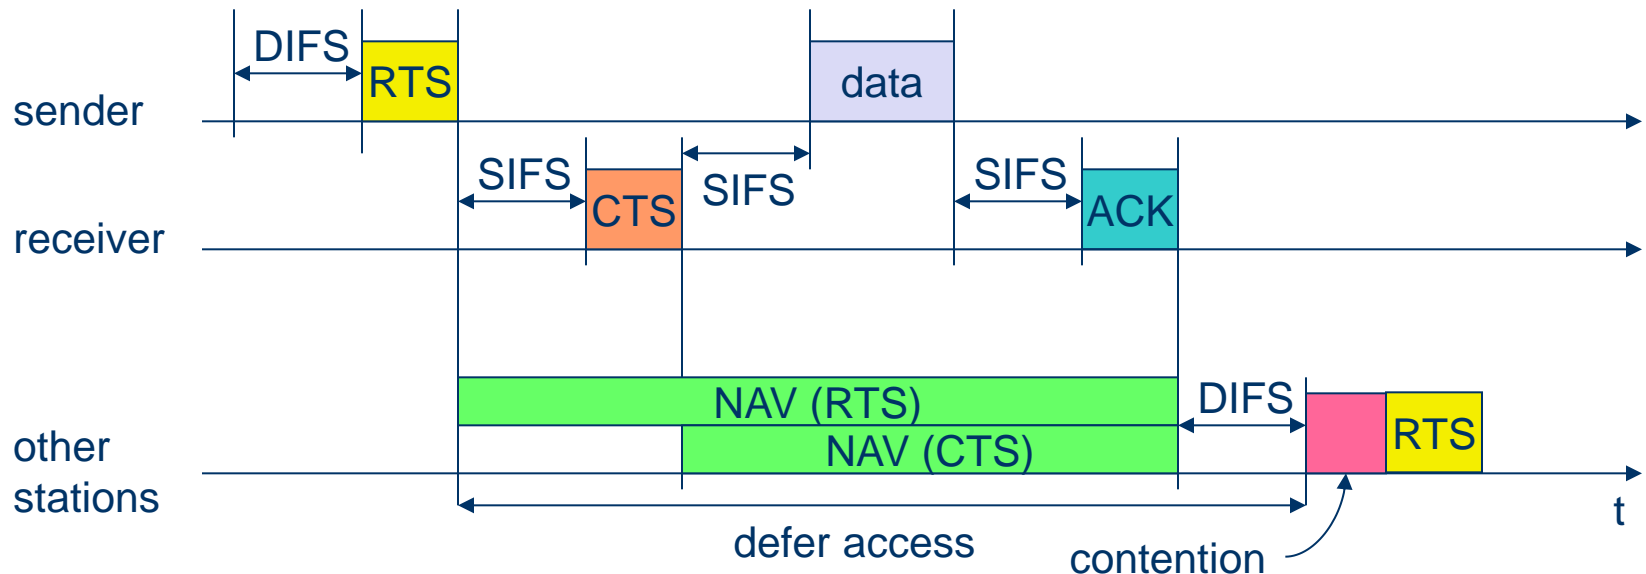 DIFS
RTS
data
sender
SIFS
CTS
SIFS
SIFS
ACK
receiver
NAV (RTS)
DIFS
RTS
NAV (CTS)
other
stations
t
defer access
contention